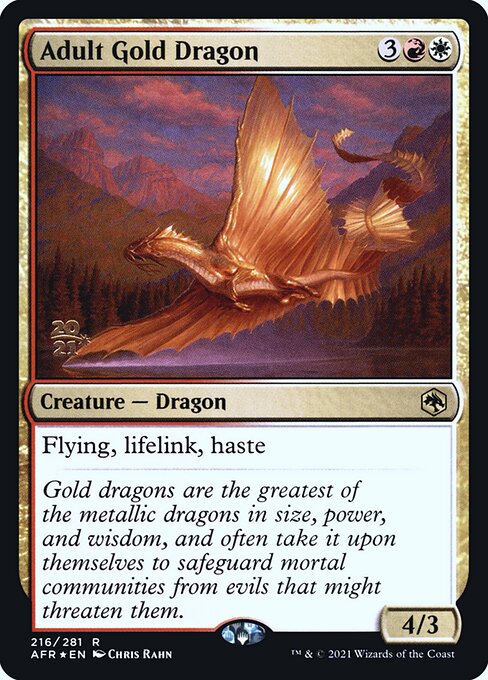 Adult Gold Dragon 3
20
21
Creature — Dragon
Flying, lifelink, haste
Gold dragons are the greatest of
the metallic dragons in size, power,
and wisdom, and often take it upon
themselves to safeguard mortal
communities from evils that might
threaten them.
4/3
216/281 R
AFR★EN Chris Rahn
™ & © 2021 Wizards of the Coast